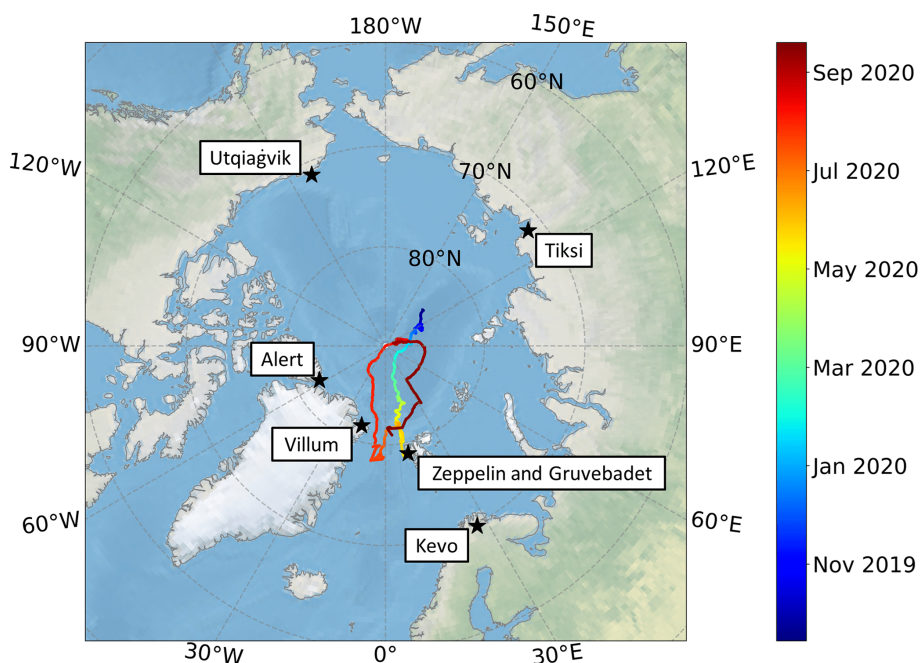 180°W
150°E
60°N
Sep 2020
Utqiaġvik
120°W
70°N
120°E
Jul 2020
Tiksi
80°N
May 2020
90°W
90°E
Alert
Mar 2020
Villum
Zeppelin and Gruvebadet
Jan 2020
60°W
60°E
Kevo
Nov 2019
30°W
0°
30°E